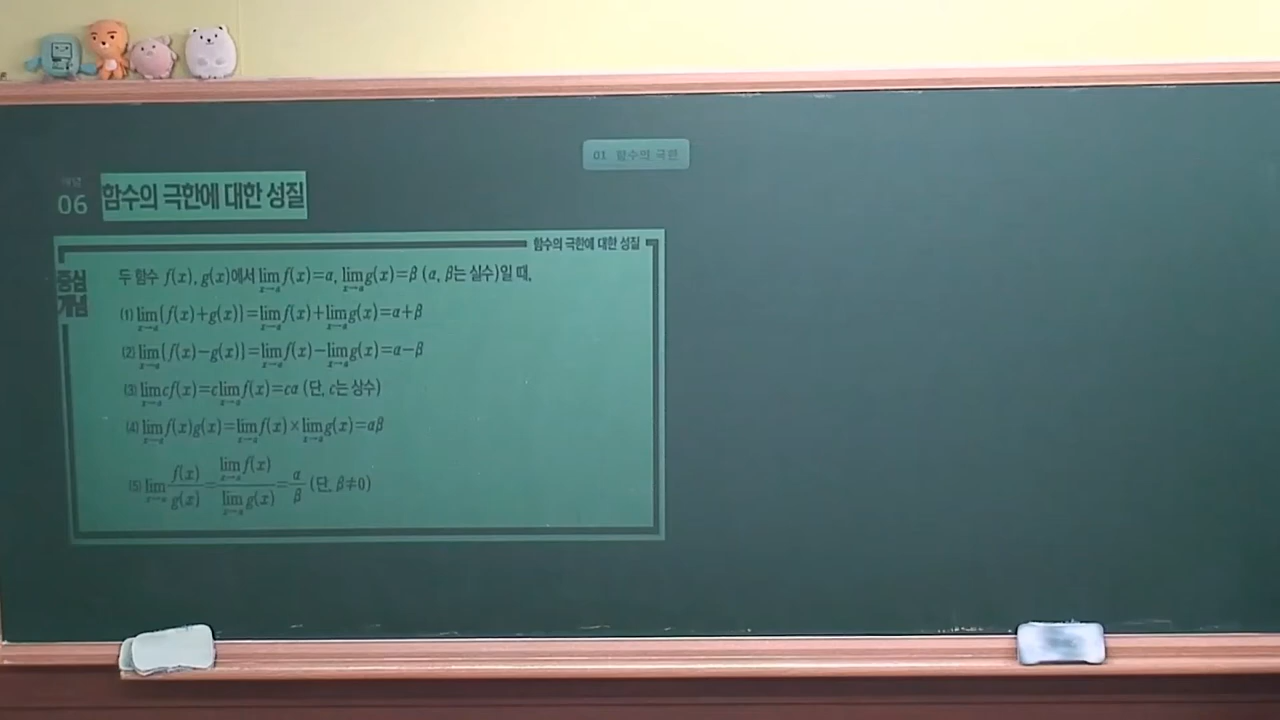 01 함수의 극한
개념
06 함수의 극한에 대한 성질
함수의 극한에 대한 성질
중심
개념
두 함수 f(x), g(x)에서 lim_{x→a} f(x)=α, lim_{x→a} g(x)=β (α, β는 실수)일 때,
(1) lim_{x→a} {f(x)+g(x)}=lim_{x→a} f(x)+lim_{x→a} g(x)=α+β
(2) lim_{x→a} {f(x)−g(x)}=lim_{x→a} f(x)−lim_{x→a} g(x)=α−β
(3) lim_{x→a} cf(x)=c lim_{x→a} f(x)=cα (단, c는 상수)
(4) lim_{x→a} f(x)g(x)=lim_{x→a} f(x)×lim_{x→a} g(x)=αβ
(5) lim_{x→a} f(x)/g(x)=lim_{x→a} f(x)/lim_{x→a} g(x)=α/β (단, β≠0)